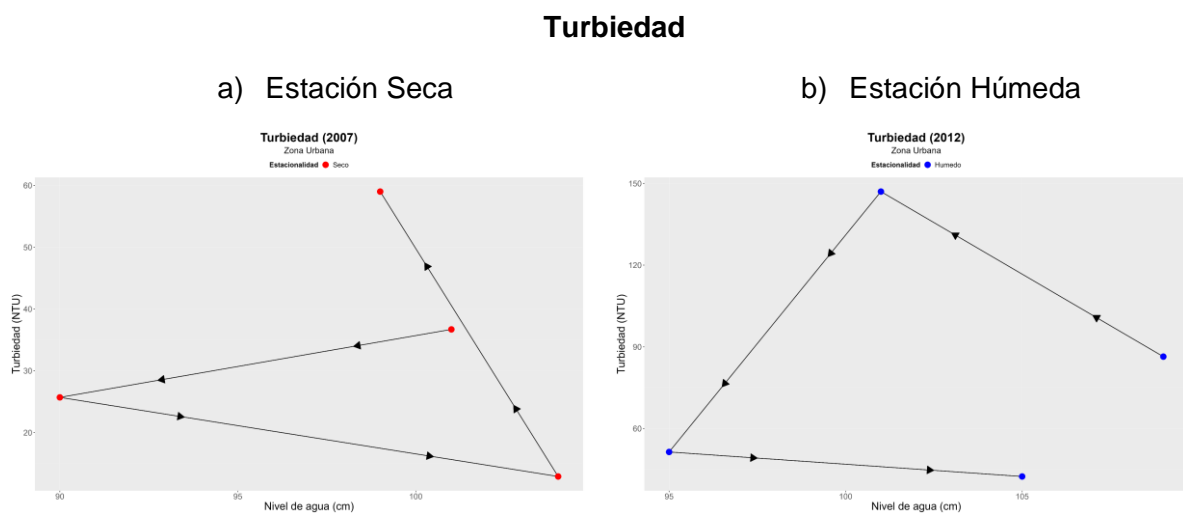 Turbiedad
a) Estación Seca
b) Estación Húmeda
Turbiedad (2007)
Zona Urbana
Estacionalidad Seco
60
50
40
30
20
Turbiedad (NTU)
90
95
100
Nivel de agua (cm)
Turbiedad (2012)
Zona Urbana
Estacionalidad Humedo
150
120
90
60
Turbiedad (NTU)
95
100
105
Nivel de agua (cm)